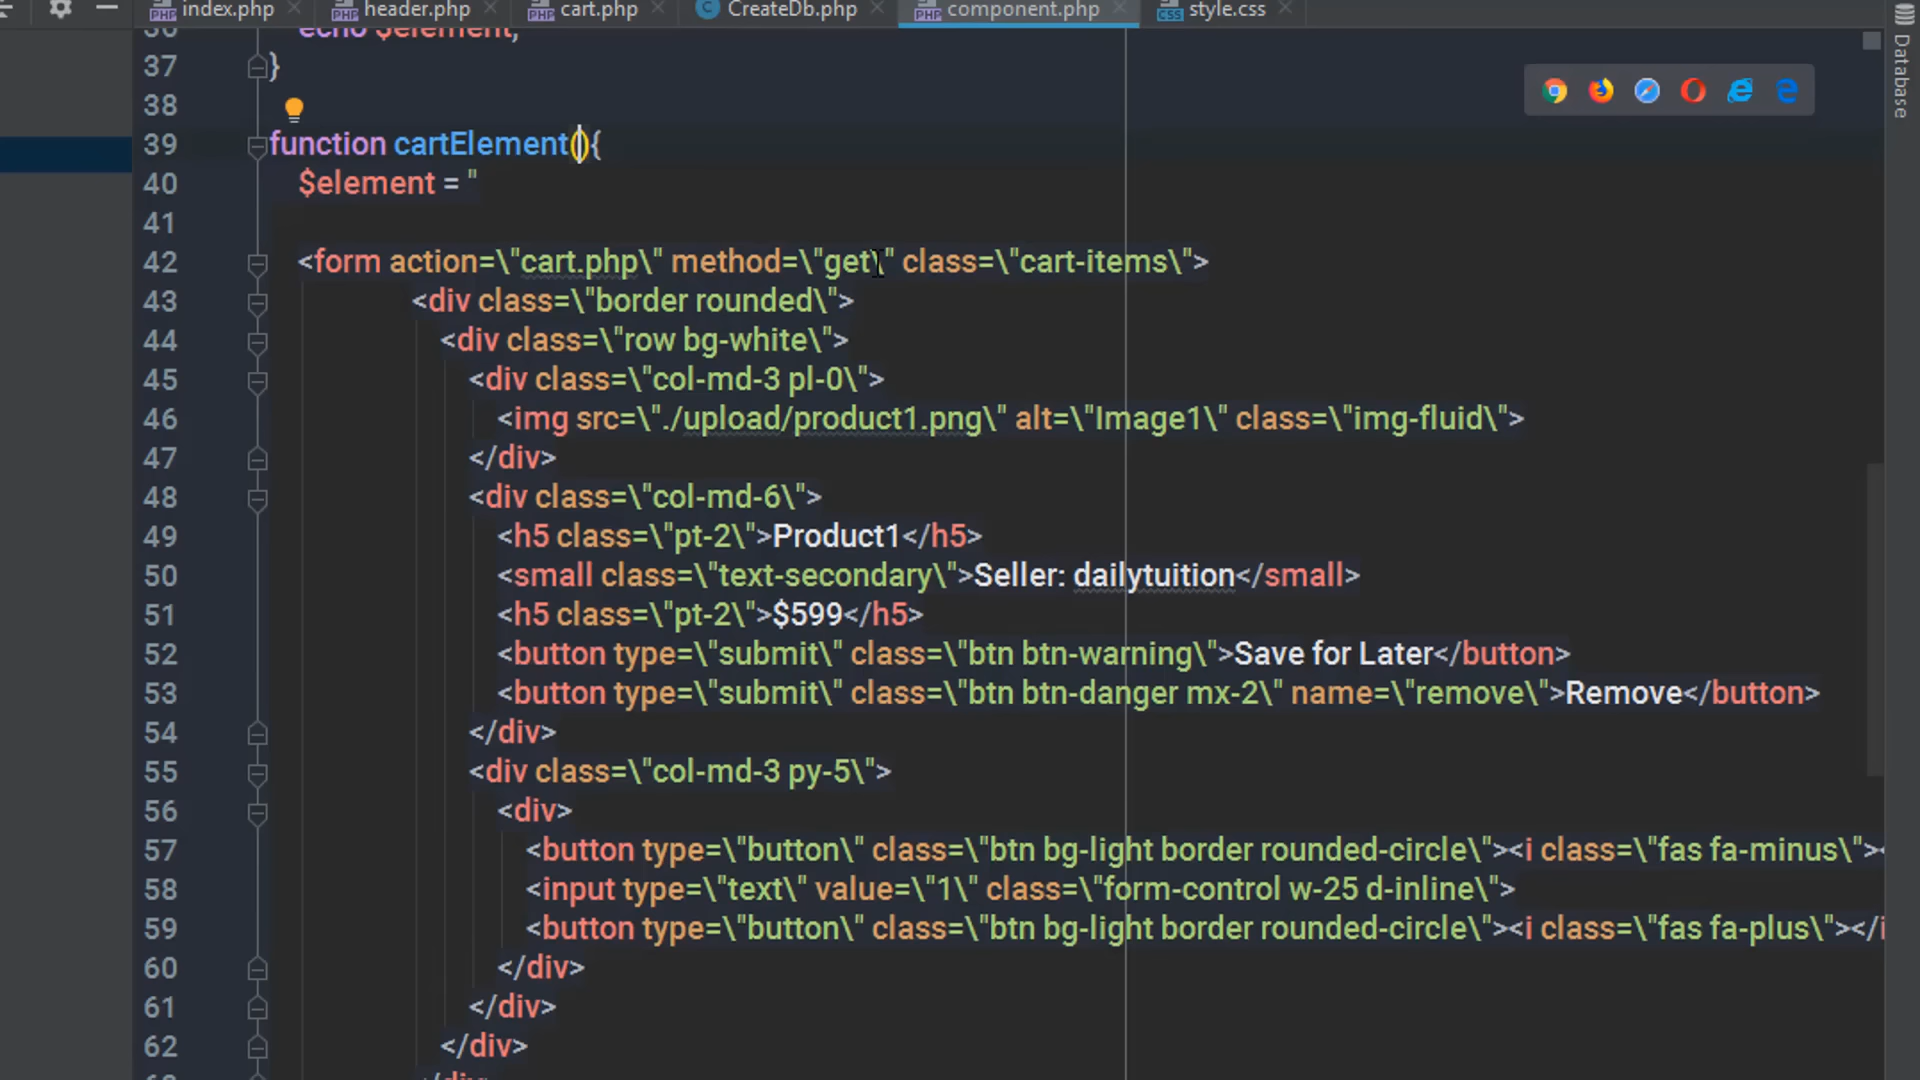 index.php header.php cart.php CreateDb.php component.php style.css
36 echo $element;
37 }
38
39 function cartElement(){
40 $element = "
41
42 <form action=\"cart.php\" method=\"get\" class=\"cart-items\">
43 <div class=\"border rounded\">
44 <div class=\"row bg-white\">
45 <div class=\"col-md-3 pl-0\">
46 <img src=\"./upload/product1.png\" alt=\"Image1\" class=\"img-fluid\">
47 </div>
48 <div class=\"col-md-6\">
49 <h5 class=\"pt-2\">Product1</h5>
50 <small class=\"text-secondary\">Seller: dailytuition</small>
51 <h5 class=\"pt-2\">$599</h5>
52 <button type=\"submit\" class=\"btn btn-warning\">Save for Later</button>
53 <button type=\"submit\" class=\"btn btn-danger mx-2\" name=\"remove\">Remove</button>
54 </div>
55 <div class=\"col-md-3 py-5\">
56 <div>
57 <button type=\"button\" class=\"btn bg-light border rounded-circle\"><i class=\"fas fa-minus\"><
58 <input type=\"text\" value=\"1\" class=\"form-control w-25 d-inline\">
59 <button type=\"button\" class=\"btn bg-light border rounded-circle\"><i class=\"fas fa-plus\"></i
60 </div>
61 </div>
62 </div>
</div>
Database